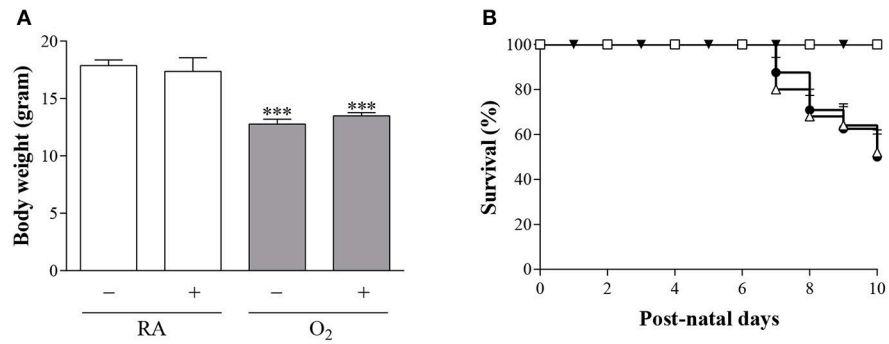 A
B
20
15
10
5
0
Body weight (gram)
*** ***
− + − +
RA O2
100
80
60
40
20
0
Survival (%)
0 2 4 6 8 10
Post-natal days